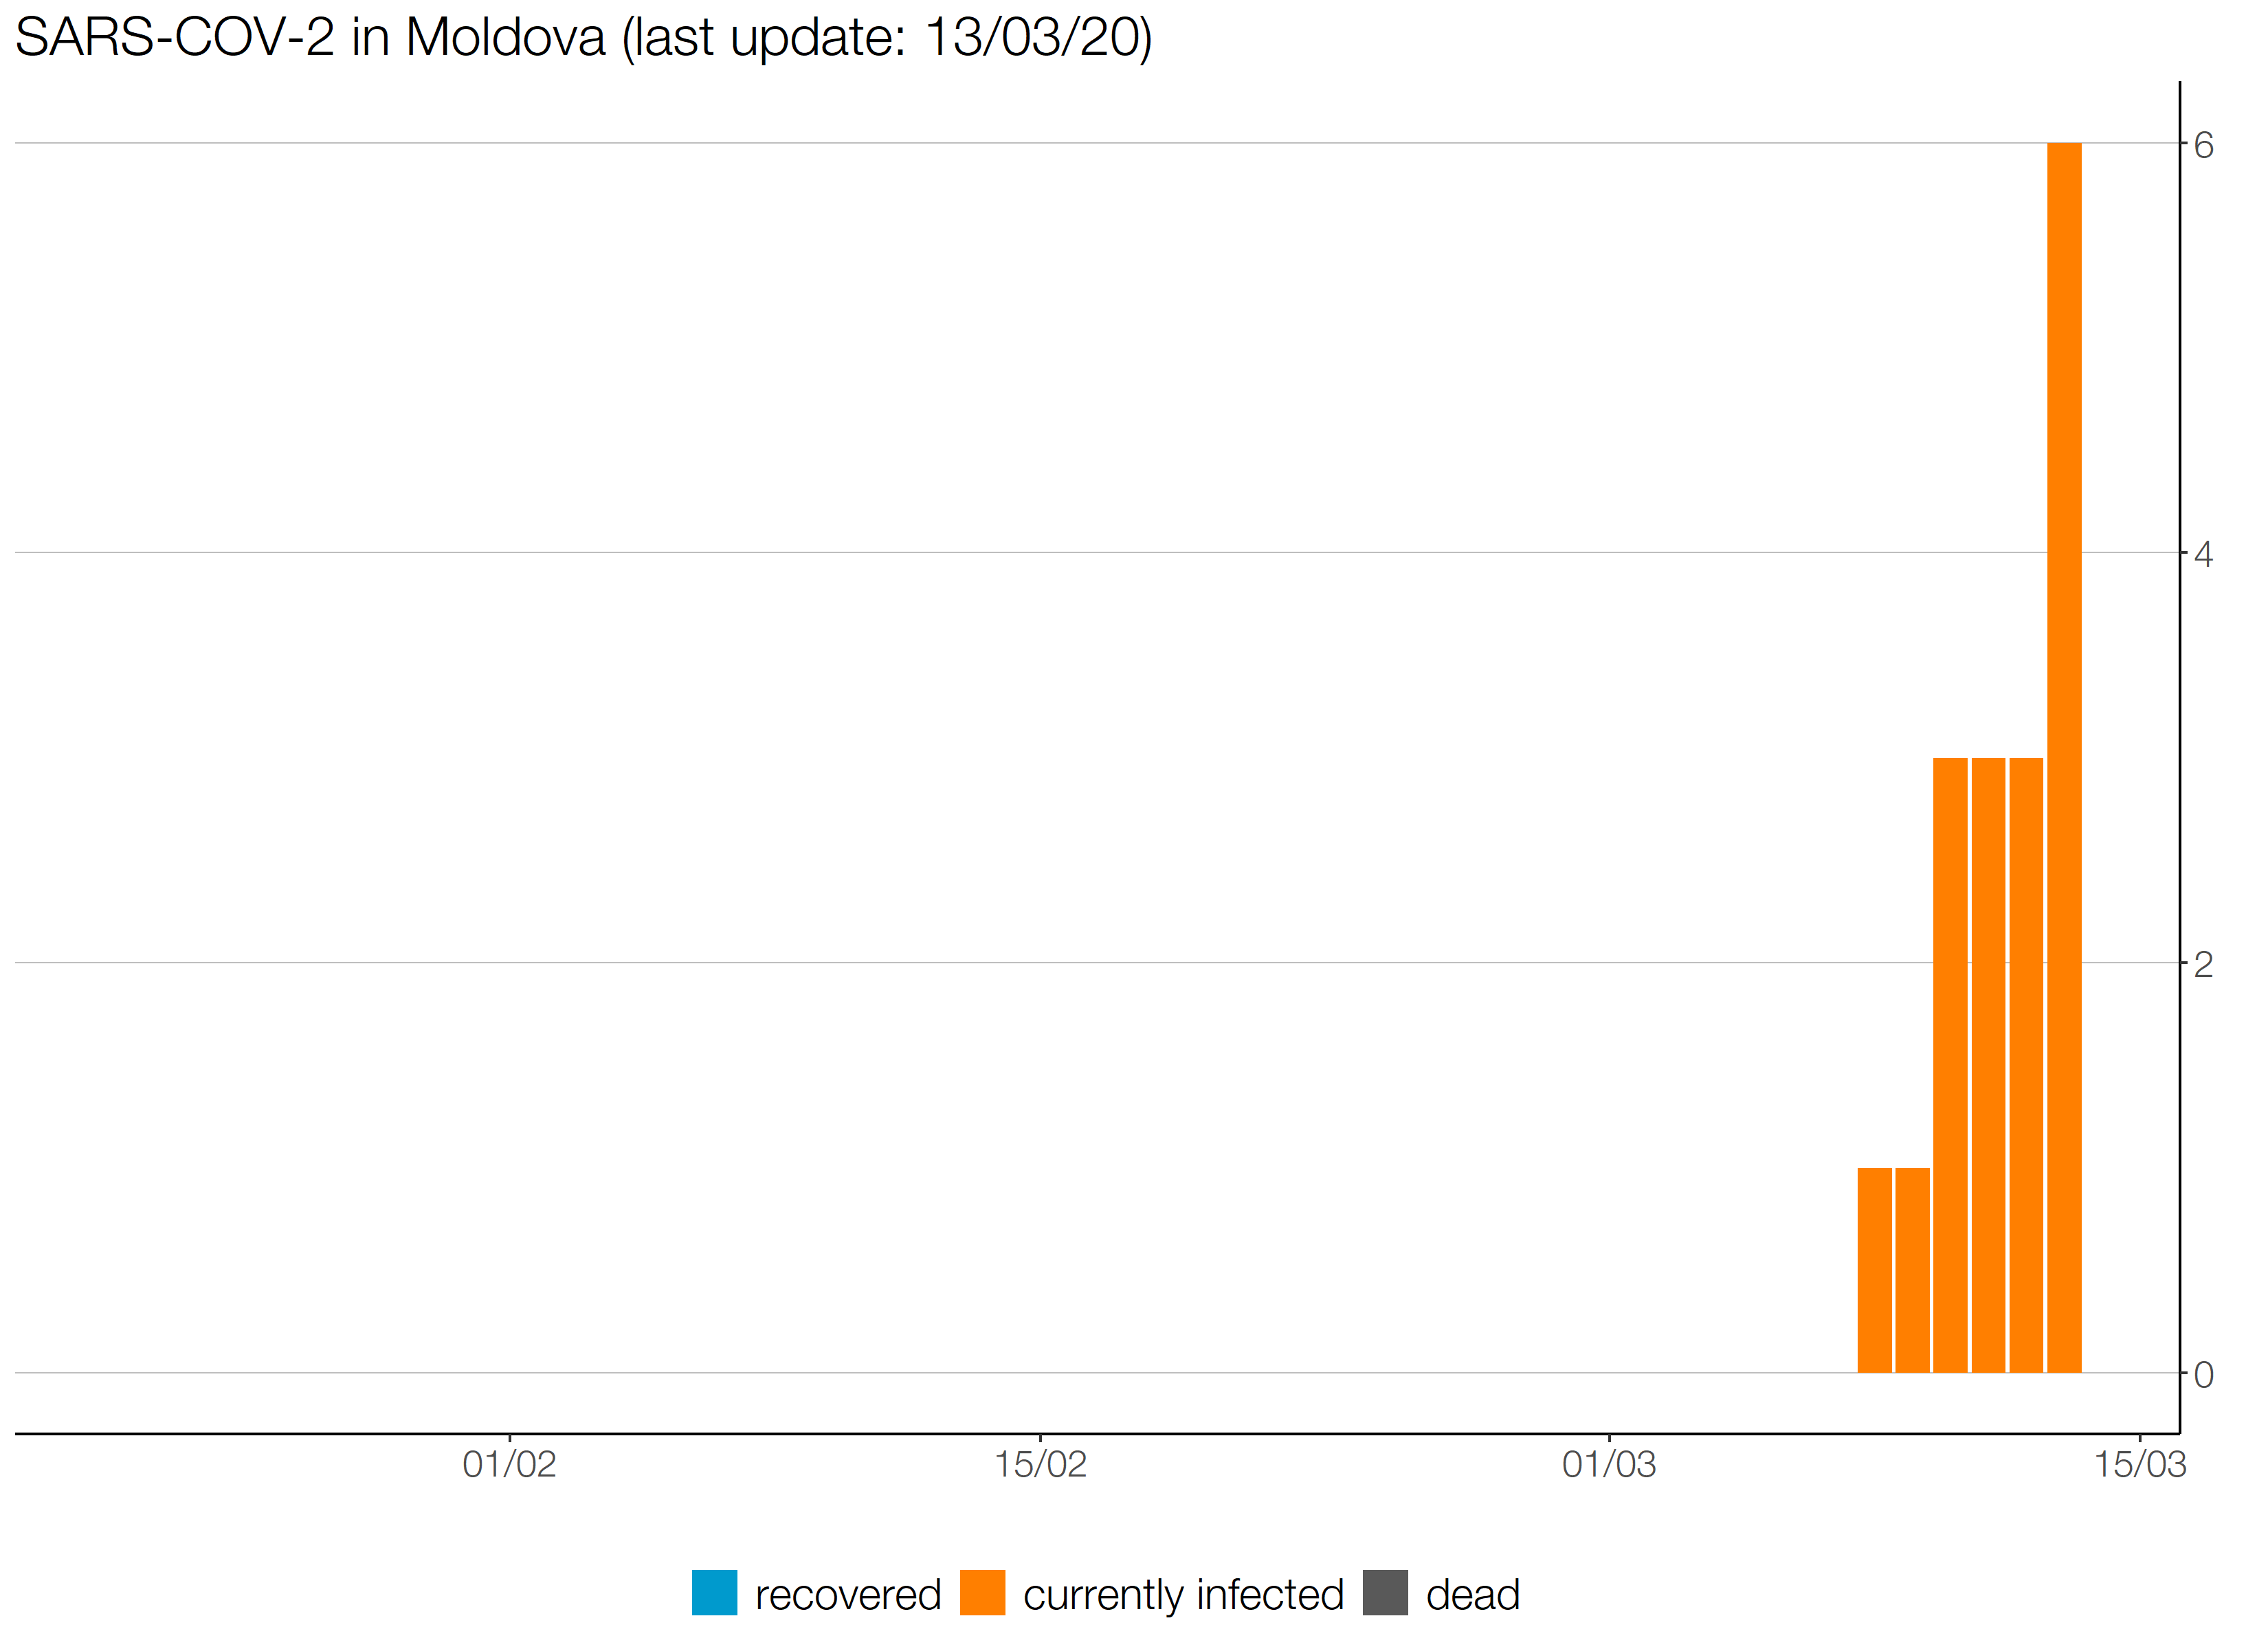 SARS-COV-2 in Moldova (last update: 13/03/20)
6
4
2
0
01/02 15/02 01/03 15/03
recovered currently infected dead